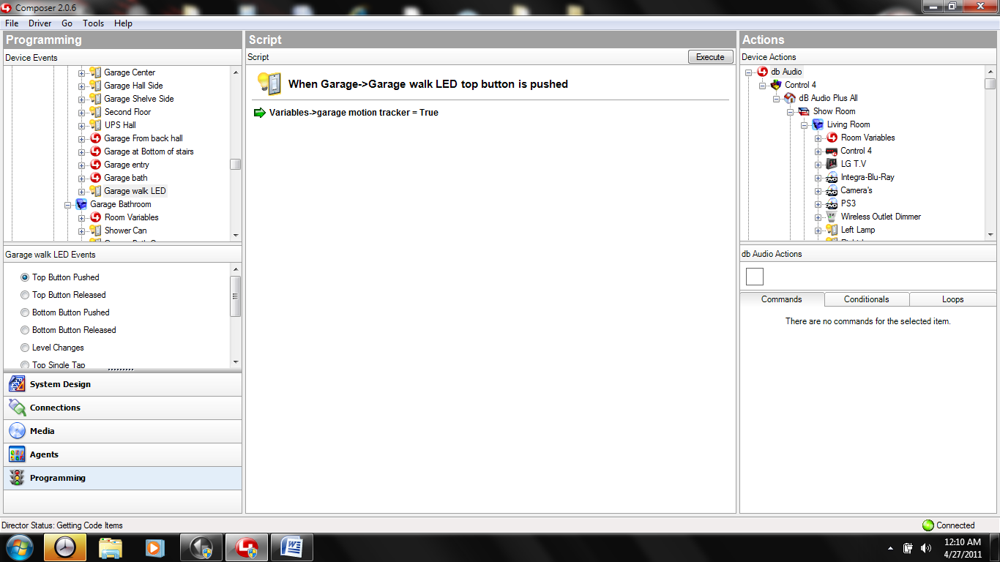 Composer 2.0.6
File Driver Go Tools Help
Programming
Device Events
Garage Center
Garage Hall Side
Garage Shelve Side
Second Floor
UPS Hall
Garage From back hall
Garage at Bottom of stairs
Garage entry
Garage bath
Garage walk LED
Garage Bathroom
Room Variables
Shower Can
Garage walk LED Events
Top Button Pushed
Top Button Released
Bottom Button Pushed
Bottom Button Released
Level Changes
Top Single Tap
System Design
Connections
Media
Agents
Programming
Script
Script
Execute
When Garage->Garage walk LED top button is pushed
Variables->garage motion tracker = True
Actions
Device Actions
db Audio
Control 4
dB Audio Plus All
Show Room
Living Room
Room Variables
Control 4
LG T.V
Integra-Blu-Ray
Camera's
PS3
Wireless Outlet Dimmer
Left Lamp
db Audio Actions
Commands Conditionals Loops
There are no commands for the selected item.
Director Status: Getting Code Items
Connected
12:10 AM
4/27/2011